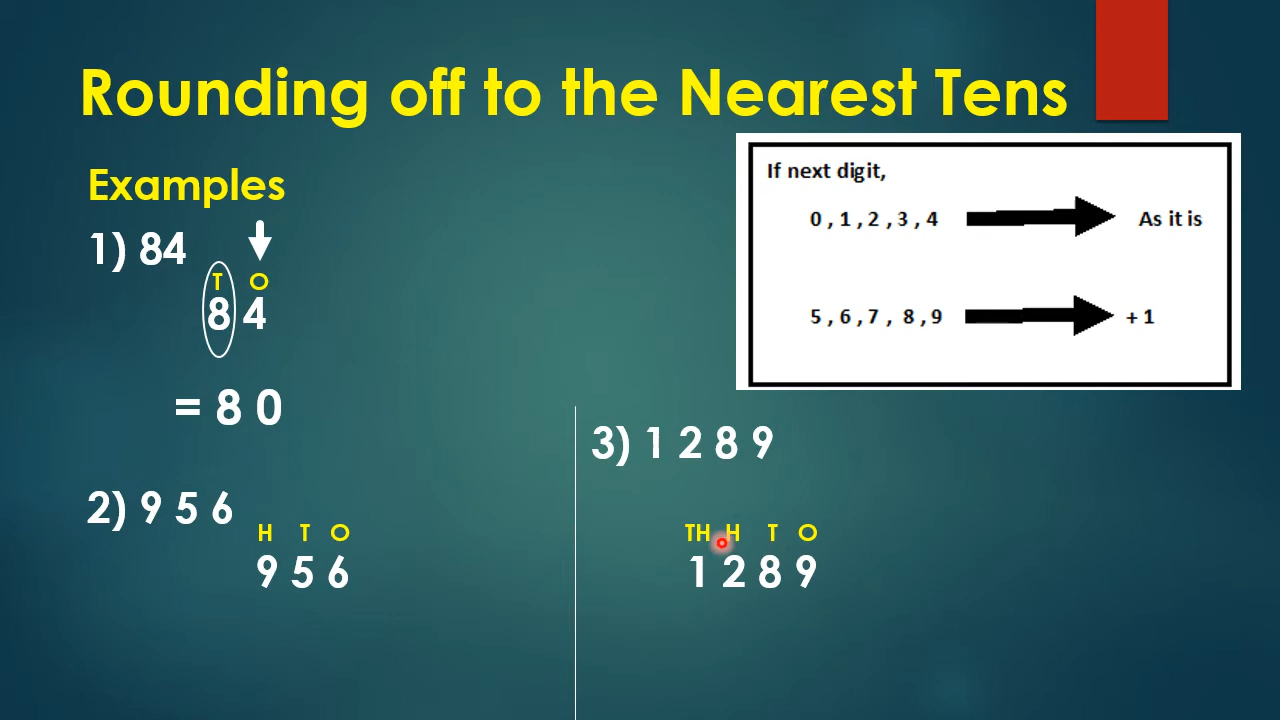 Rounding off to the Nearest Tens
Examples
1) 84
T O
8 4
= 8 0
2) 9 5 6
H T O
9 5 6
If next digit,
0 , 1 , 2 , 3 , 4 As it is
5 , 6 , 7 , 8 , 9 + 1
3) 1 2 8 9
TH H T O
1 2 8 9